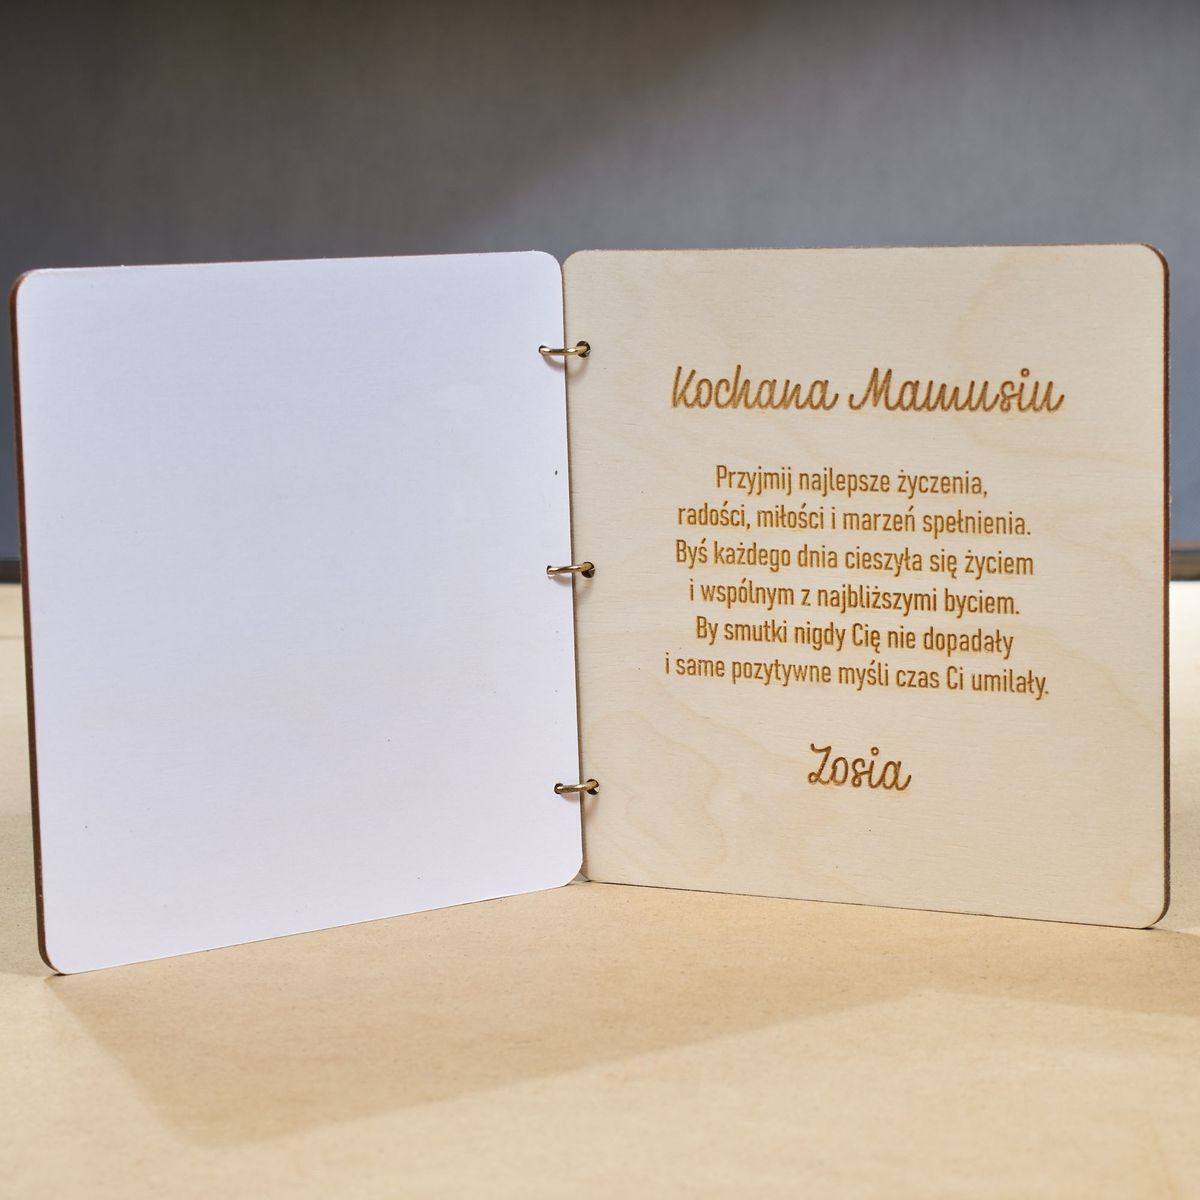 Kochana Mamusiu
Przyjmij najlepsze życzenia,
radości, miłości i marzeń spełnienia.
Byś każdego dnia cieszyła się życiem
i wspólnym z najbliższymi byciem.
By smutki nigdy Cię nie dopadały
i same pozytywne myśli czas Ci umilały.
Zosia